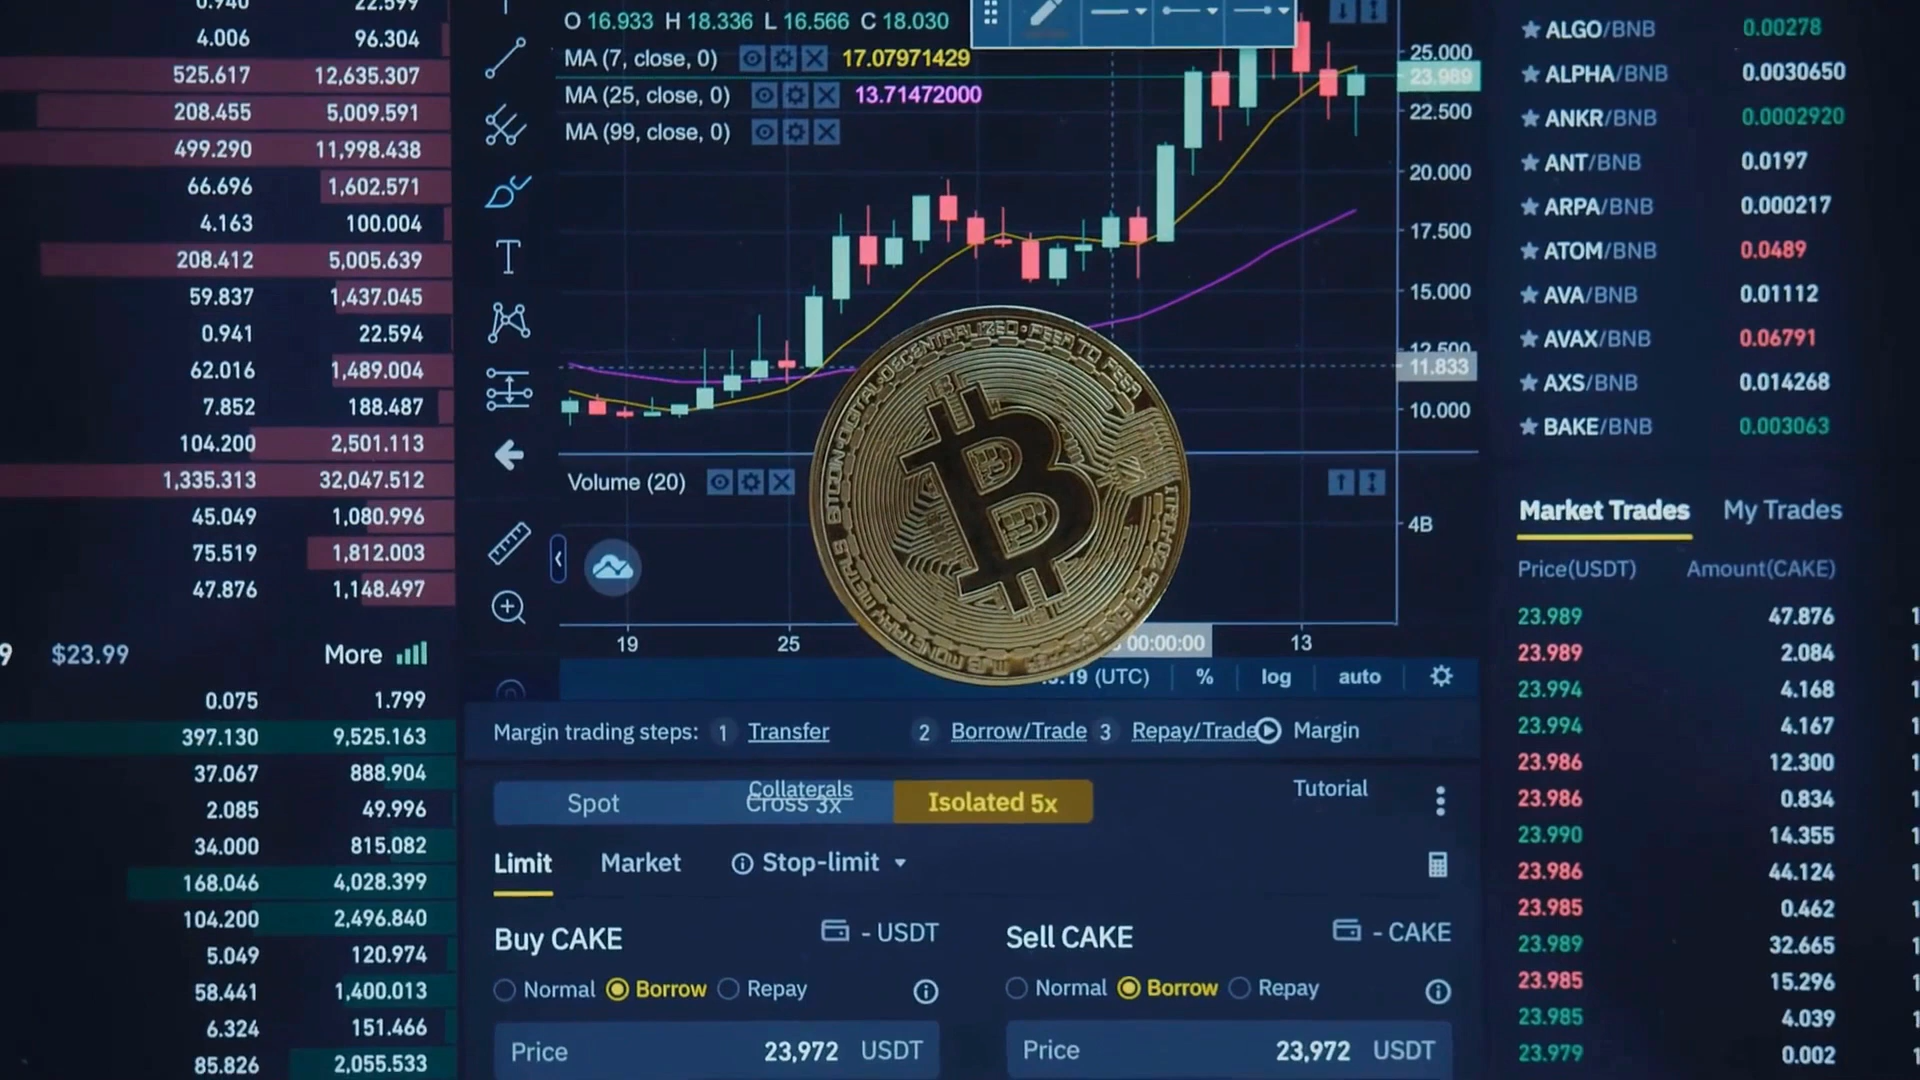 0.940 22.599
4.006 96.304
525.617 12,635.307
208.455 5,009.591
499.290 11,998.438
66.696 1,602.571
4.163 100.004
208.412 5,005.639
59.837 1,437.045
0.941 22.594
62.016 1,489.004
7.852 188.487
104.200 2,501.113
1,335.313 32,047.512
45.049 1,080.996
75.519 1,812.003
47.876 1,148.497
9 $23.99 More
0.075 1.799
397.130 9,525.163
37.067 888.904
2.085 49.996
34.000 815.082
168.046 4,028.399
104.200 2,496.840
5.049 120.974
58.441 1,400.013
6.324 151.466
85.826 2,055.533
T
O 16.933 H 18.336 L 16.566 C 18.030
MA (7, close, 0) 17.07971429
MA (25, close, 0) 13.71472000
MA (99, close, 0)
25.000
23.989
22.500
20.000
17.500
15.000
12.500
11.833
10.000
Volume (20)
4B
BITCOIN · DIGITAL · DECENTRALIZED · PEER TO PEER
19 25 00:00:00 13
:19 (UTC) % log auto
Margin trading steps: 1 Transfer 2 Borrow/Trade 3 Repay/Trade Margin
Collaterals Tutorial
Spot Cross 3x Isolated 5x
Limit Market Stop-limit
Buy CAKE - USDT
Normal Borrow Repay
Price 23,972 USDT
Sell CAKE - CAKE
Normal Borrow Repay
Price 23,972 USDT
ALGO/BNB 0.00278
ALPHA/BNB 0.0030650
ANKR/BNB 0.0002920
ANT/BNB 0.0197
ARPA/BNB 0.000217
ATOM/BNB 0.0489
AVA/BNB 0.01112
AVAX/BNB 0.06791
AXS/BNB 0.014268
BAKE/BNB 0.003063
Market Trades My Trades
Price(USDT) Amount(CAKE)
23.989 47.876
23.989 2.084
23.994 4.168
23.994 4.167
23.986 12.300
23.986 0.834
23.990 14.355
23.986 44.124
23.985 0.462
23.989 32.665
23.985 15.296
23.985 4.039
23.979 0.002